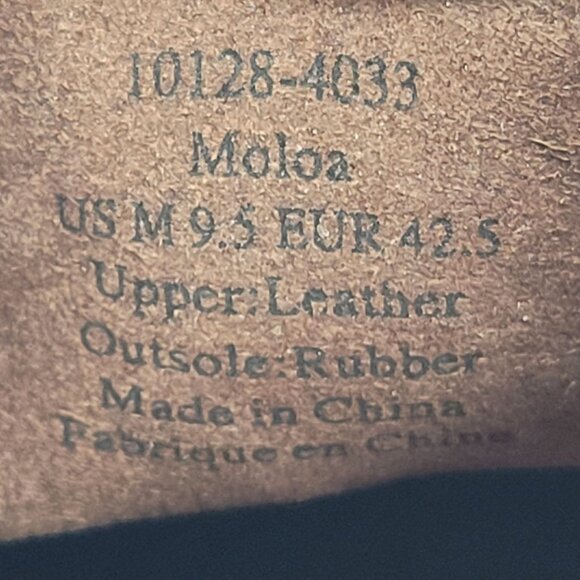 10128-4033
Moloa
US M 9.5 EUR 42.5
Upper:Leather
Outsole:Rubber
Made in China
Fabrique en Chine